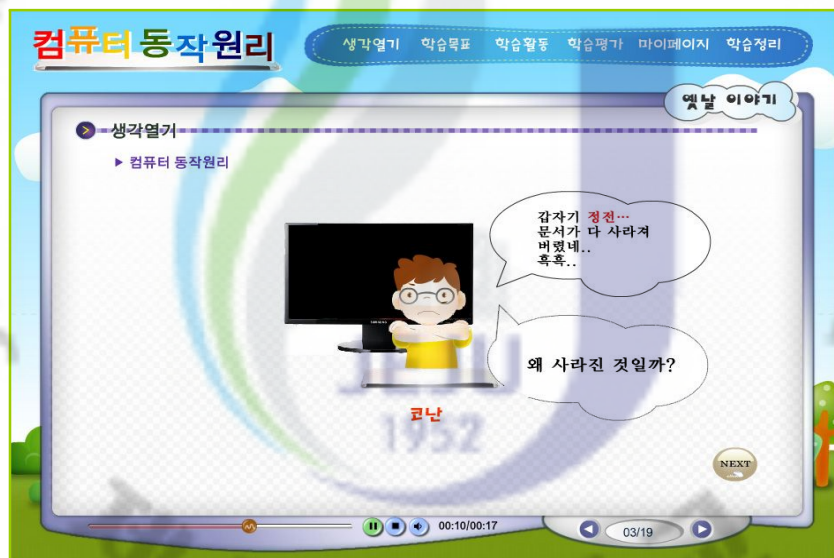 컴퓨터 동작원리
생각열기 학습목표 학습활동 학습평가 마이페이지 학습정리
옛날 이야기
생각열기
컴퓨터 동작원리
갑자기 정전…
문서가 다 사라져
버렸네..
흑흑..
왜 사라진 것일까?
코난
1952
NEXT
00:10/00:17
03/19